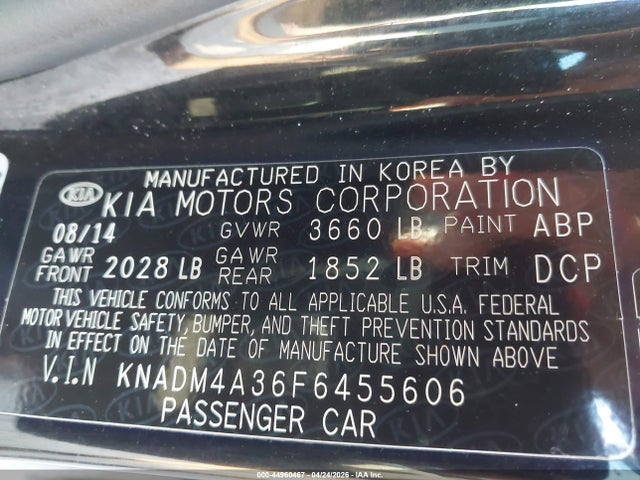 MANUFACTURED IN KOREA BY
KIA KIA MOTORS CORPORATION
08/14 GVWR 3660 LB PAINT ABP
GAWR FRONT 2028 LB GAWR REAR 1852 LB TRIM DCP
THIS VEHICLE CONFORMS TO ALL APPLICABLE U.S.A. FEDERAL
MOTOR VEHICLE SAFETY, BUMPER, AND THEFT PREVENTION STANDARDS
IN EFFECT ON THE DATE OF MANUFACTURE SHOWN ABOVE
V.I.N KNADM4A36F6455606
PASSENGER CAR
000-44960467 - 04/24/2026 - IAA Inc.